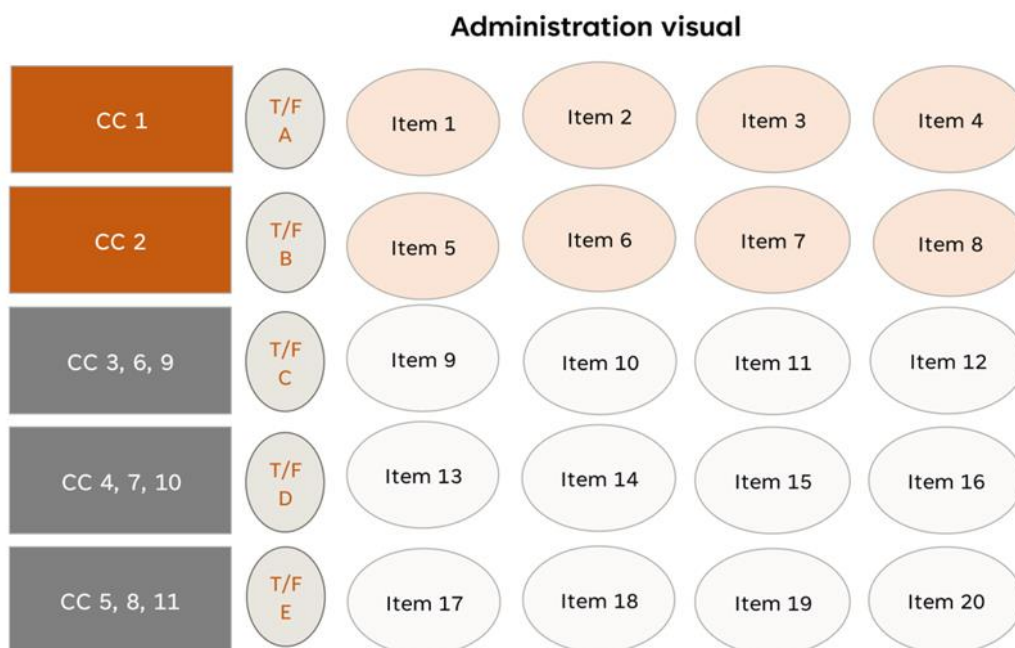 Administration visual
CC 1
T/F
A
Item 1
Item 2
Item 3
Item 4
CC 2
T/F
B
Item 5
Item 6
Item 7
Item 8
CC 3, 6, 9
T/F
C
Item 9
Item 10
Item 11
Item 12
CC 4, 7, 10
T/F
D
Item 13
Item 14
Item 15
Item 16
CC 5, 8, 11
T/F
E
Item 17
Item 18
Item 19
Item 20